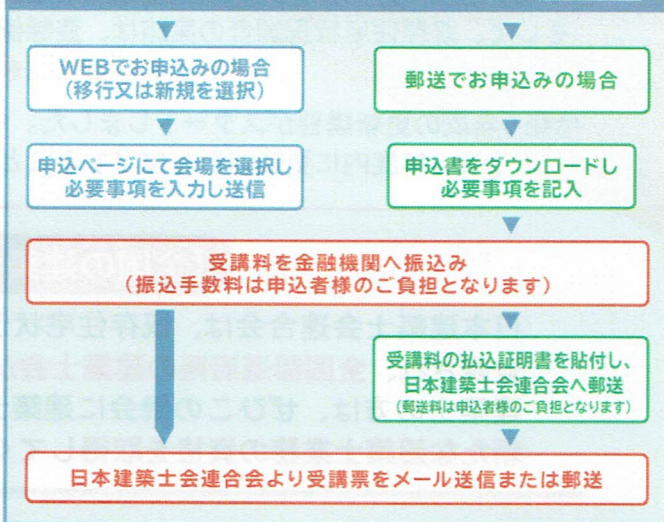 WEBでお申込みの場合
(移行又は新規を選択)
郵送でお申込みの場合
申込ページにて会場を選択し
必要事項を入力し送信
申込書をダウンロードし
必要事項を記入
受講料を金融機関へ振込み
(振込手数料は申込者様のご負担となります)
受講料の払込証明書を貼付し、
日本建築士会連合会へ郵送
(郵送料は申込者様のご負担となります)
日本建築士会連合会より受講票をメール送信または郵送